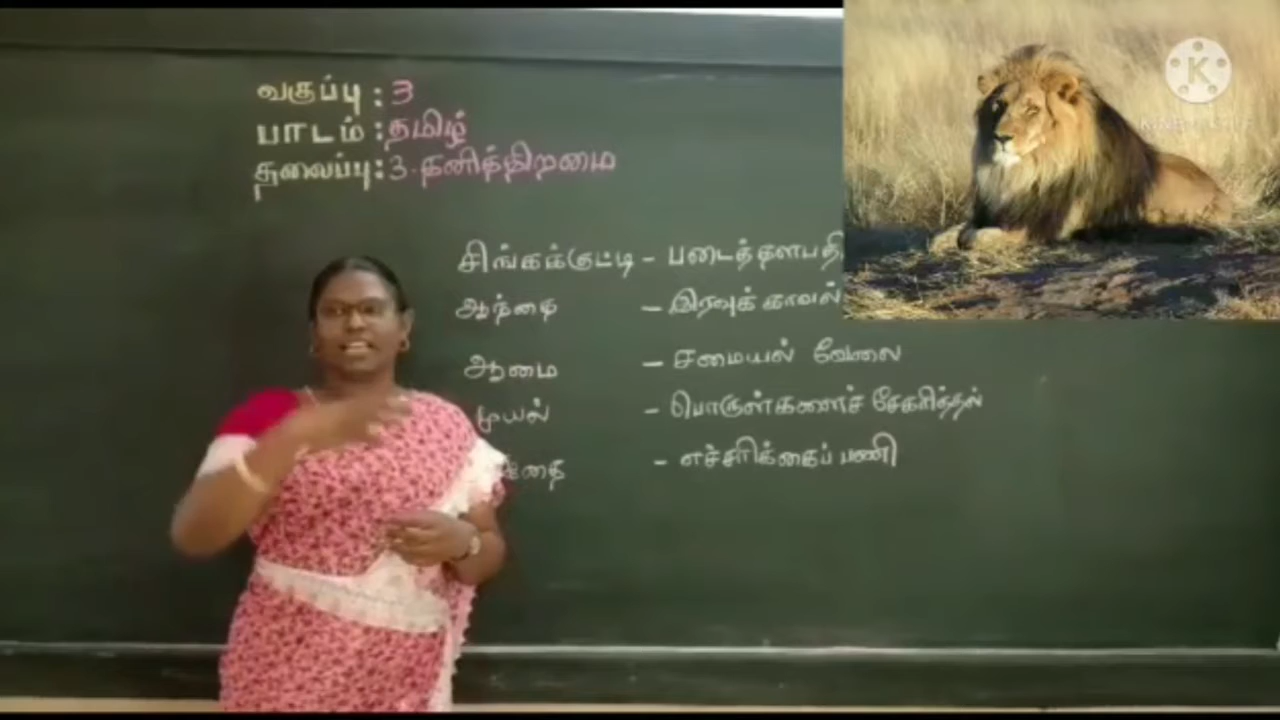 வகுப்பு : 3
பாடம் : தமிழ்
தலைப்பு : 3. தனித்திறமை
சிங்கக்குட்டி - படைத்தளபதி
ஆந்தை - இரவுக் காவல்
ஆமை - சமையல் வேலை
முயல் - பொருள்களைச் சேகரித்தல்
- எச்சரிக்கைப் பணி
K